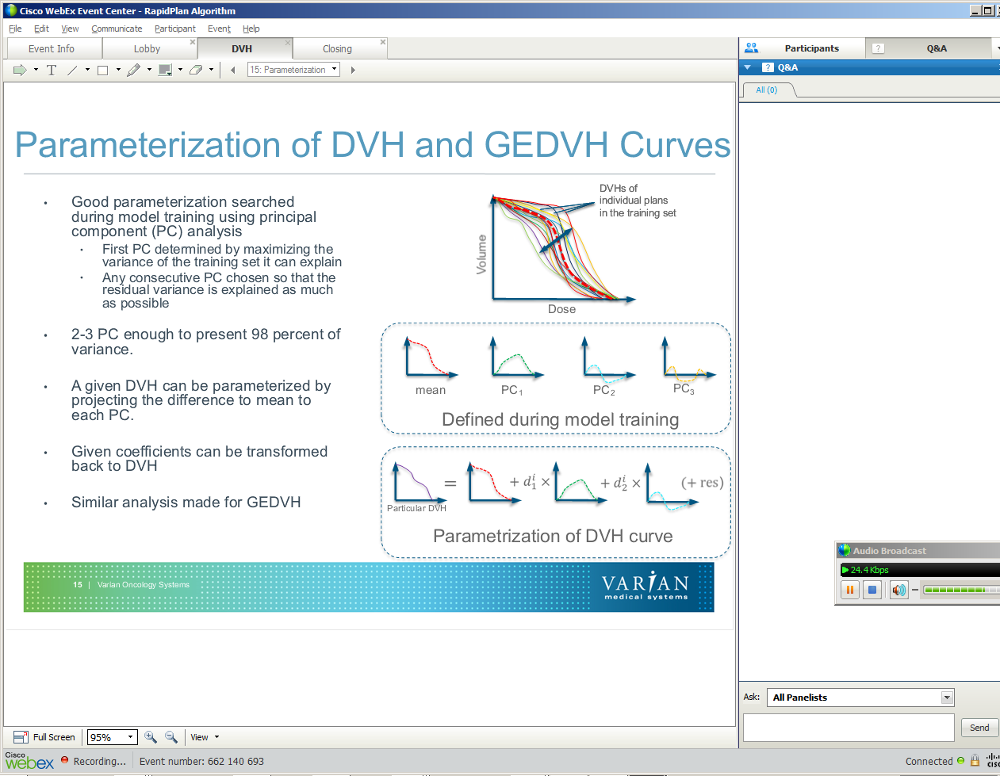 Cisco WebEx Event Center - RapidPlan Algorithm
File Edit View Communicate Participant Event Help
Event Info Lobby DVH Closing
T 15: Parameterization
Participants ? Q&A
? Q&A
All (0)
Parameterization of DVH and GEDVH Curves
• Good parameterization searched
during model training using principal
component (PC) analysis
• First PC determined by maximizing the
variance of the training set it can explain
• Any consecutive PC chosen so that the
residual variance is explained as much
as possible
• 2-3 PC enough to present 98 percent of
variance.
• A given DVH can be parameterized by
projecting the difference to mean to
each PC.
• Given coefficients can be transformed
back to DVH
• Similar analysis made for GEDVH
DVHs of
individual plans
in the training set
Volume
Dose
mean PC₁ PC₂ PC₃
Defined during model training
= + d₁ⁱ × + d₂ⁱ × (+ res)
Particular DVH
Parametrization of DVH curve
15 | Varian Oncology Systems
VARIAN
medical systems
Audio Broadcast
24.4 Kbps
Ask: All Panelists
Send
Full Screen 95% View
Cisco
webex Recording... Event number: 662 140 693
Connected